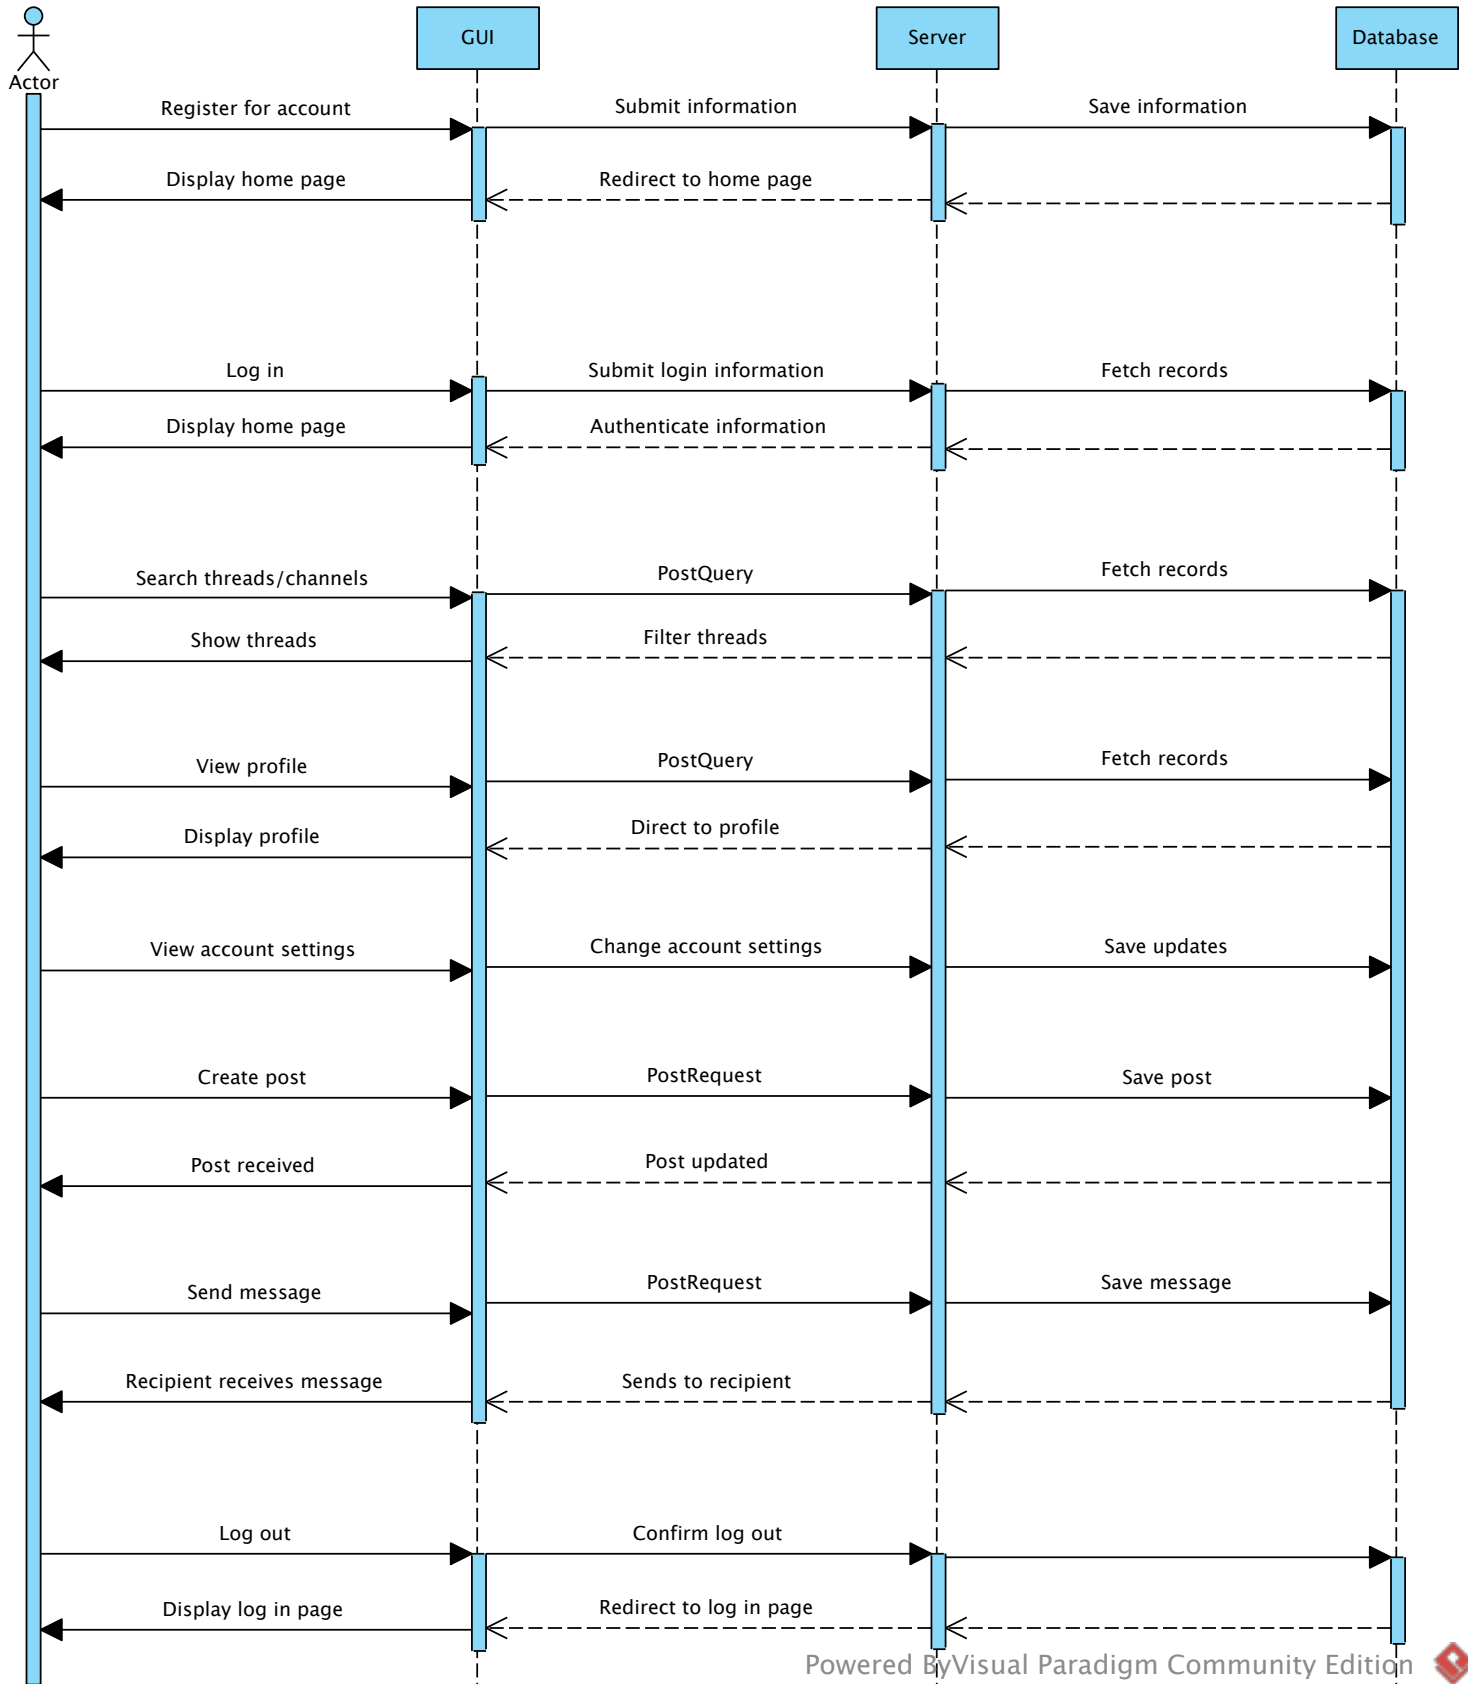 Actor
GUI
Server
Database
Register for account
Submit information
Save information
Display home page
Redirect to home page
Log in
Submit login information
Fetch records
Display home page
Authenticate information
Search threads/channels
PostQuery
Fetch records
Show threads
Filter threads
View profile
PostQuery
Fetch records
Display profile
Direct to profile
View account settings
Change account settings
Save updates
Create post
PostRequest
Save post
Post received
Post updated
Send message
PostRequest
Save message
Recipient receives message
Sends to recipient
Log out
Confirm log out
Display log in page
Redirect to log in page
Powered ByVisual Paradigm Community Edition